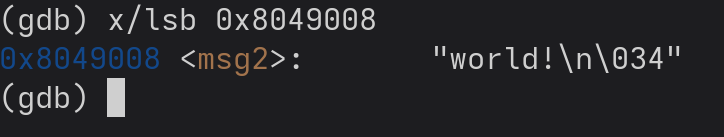 (gdb) x/lsb 0x8049008
0x8049008 <msg2>:      "world!\n\034"
(gdb)